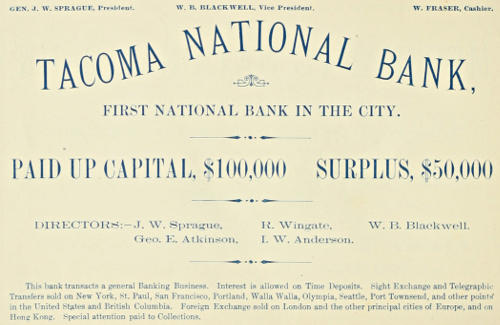 GEN. J. W. SPRAGUE, President. W. B. BLACKWELL, Vice President. W. FRASER, Cashier.
TACOMA NATIONAL BANK,
FIRST NATIONAL BANK IN THE CITY.
PAID UP CAPITAL, $100,000 SURPLUS, $50,000
DIRECTORS:—J. W. Sprague, R. Wingate, W. B. Blackwell.
Geo. E. Atkinson, I. W. Anderson.
This bank transacts a general Banking Business. Interest is allowed on Time Deposits. Sight Exchange and Telegraphic
Transfers sold on New York, St. Paul, San Francisco, Portland, Walla Walla, Olympia, Seattle, Port Townsend, and other points
in the United States and British Columbia. Foreign Exchange sold on London and the other principal cities of Europe, and on
Hong Kong. Special attention paid to Collections.